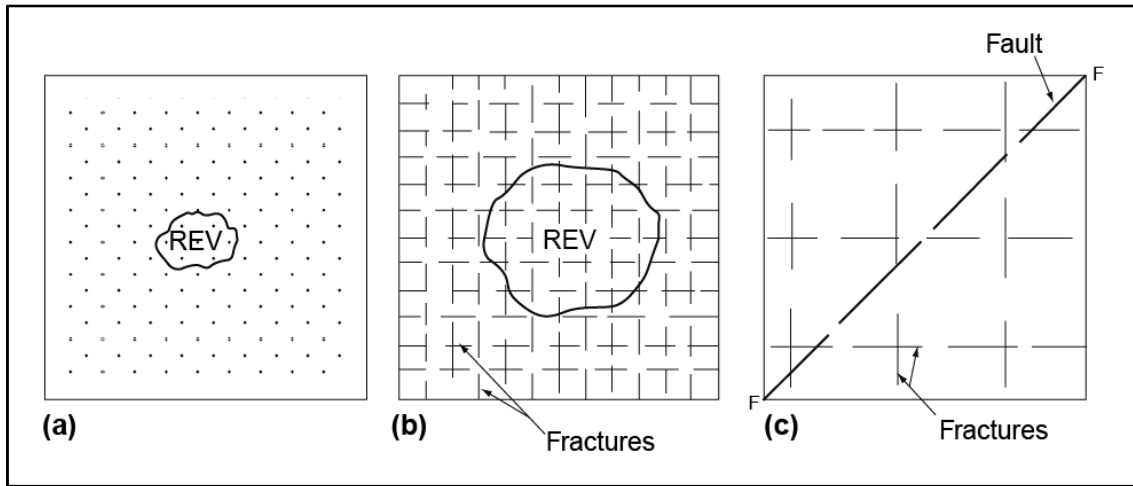 Fault
F
REV
REV
F
(a)
(b)
Fractures
(c)
Fractures